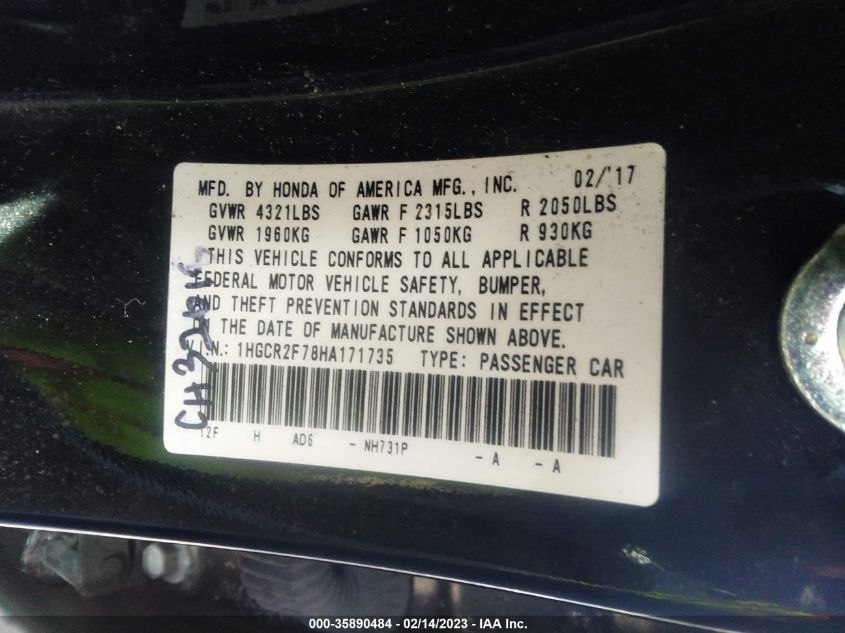 MFD. BY HONDA OF AMERICA MFG., INC. 02/'17
GVWR 4321LBS GAWR F 2315LBS R 2050LBS
GVWR 1960KG GAWR F 1050KG R 930KG
THIS VEHICLE CONFORMS TO ALL APPLICABLE
FEDERAL MOTOR VEHICLE SAFETY, BUMPER,
AND THEFT PREVENTION STANDARDS IN EFFECT
IN THE DATE OF MANUFACTURE SHOWN ABOVE.
V.I.N.: 1HGCR2F78HA171735 TYPE: PASSENGER CAR
T2F H AD6 - NH731P - A - A
000-35890484 - 02/14/2023 - IAA Inc.